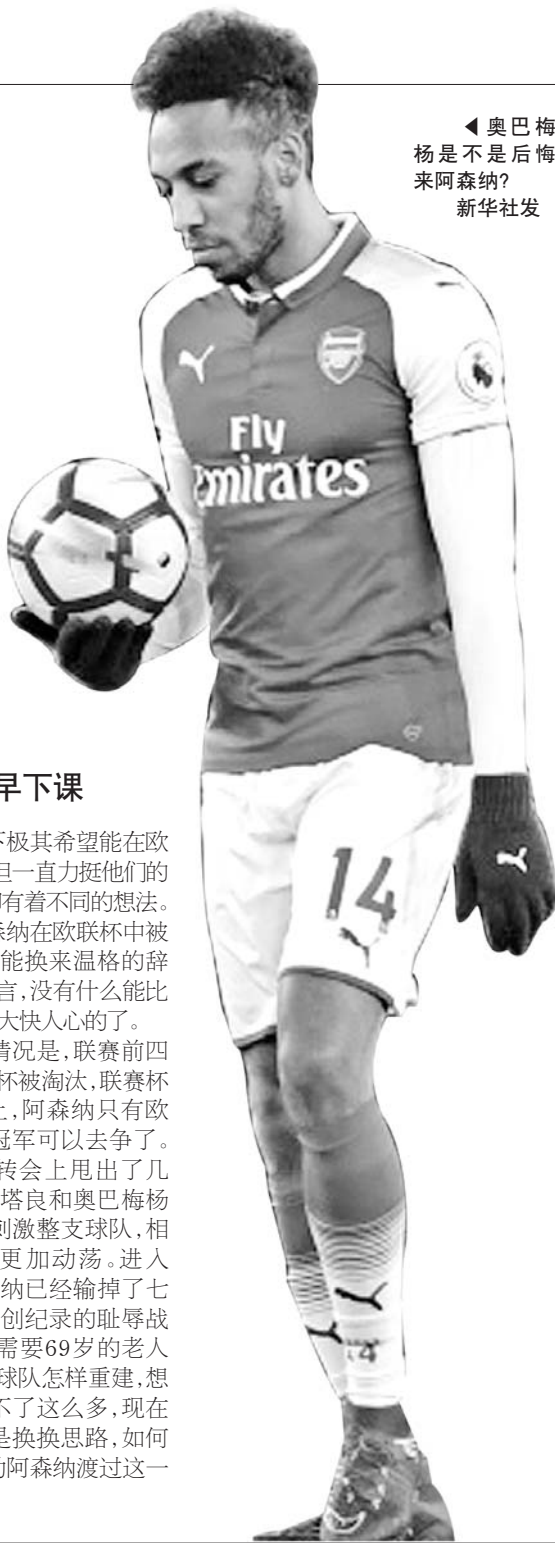 ◀奥巴梅
杨是不是后悔
来阿森纳?
新华社发
Fly
Emirates
14
早下课
下极其希望能在欧
但一直力挺他们的
却有着不同的想法。
森纳在欧联杯中被
能换来温格的辞
言,没有什么能比
大快人心的了。
情况是,联赛前四
杯被淘汰,联赛杯
上,阿森纳只有欧
冠军可以去争了。
转会上甩出了几
塔良和奥巴梅杨
刺激整支球队,相
更加动荡。进入
纳已经输掉了七
创纪录的耻辱战
需要69岁的老人
球队怎样重建,想
不了这么多,现在
是换换思路,如何
助阿森纳渡过这一